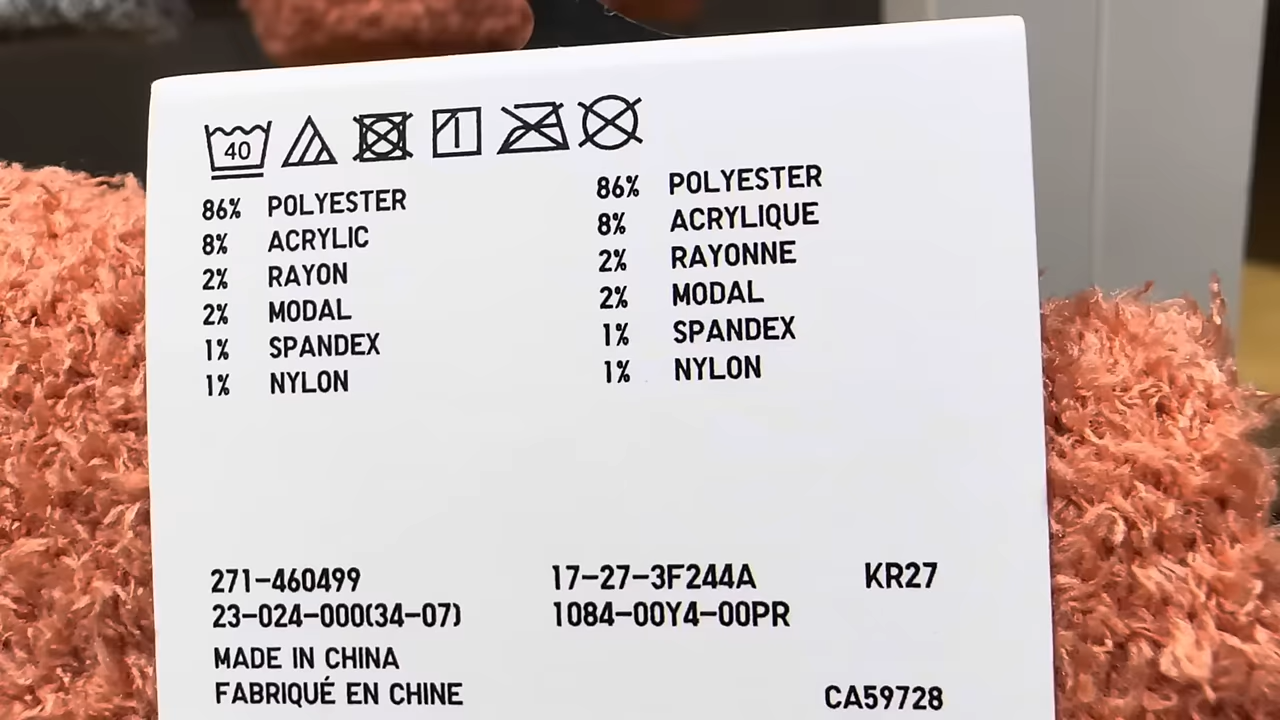 40
86% POLYESTER 86% POLYESTER
8% ACRYLIC 8% ACRYLIQUE
2% RAYON 2% RAYONNE
2% MODAL 2% MODAL
1% SPANDEX 1% SPANDEX
1% NYLON 1% NYLON
271-460499 17-27-3F244A KR27
23-024-000(34-07) 1084-00Y4-00PR
MADE IN CHINA
FABRIQUÉ EN CHINE CA59728